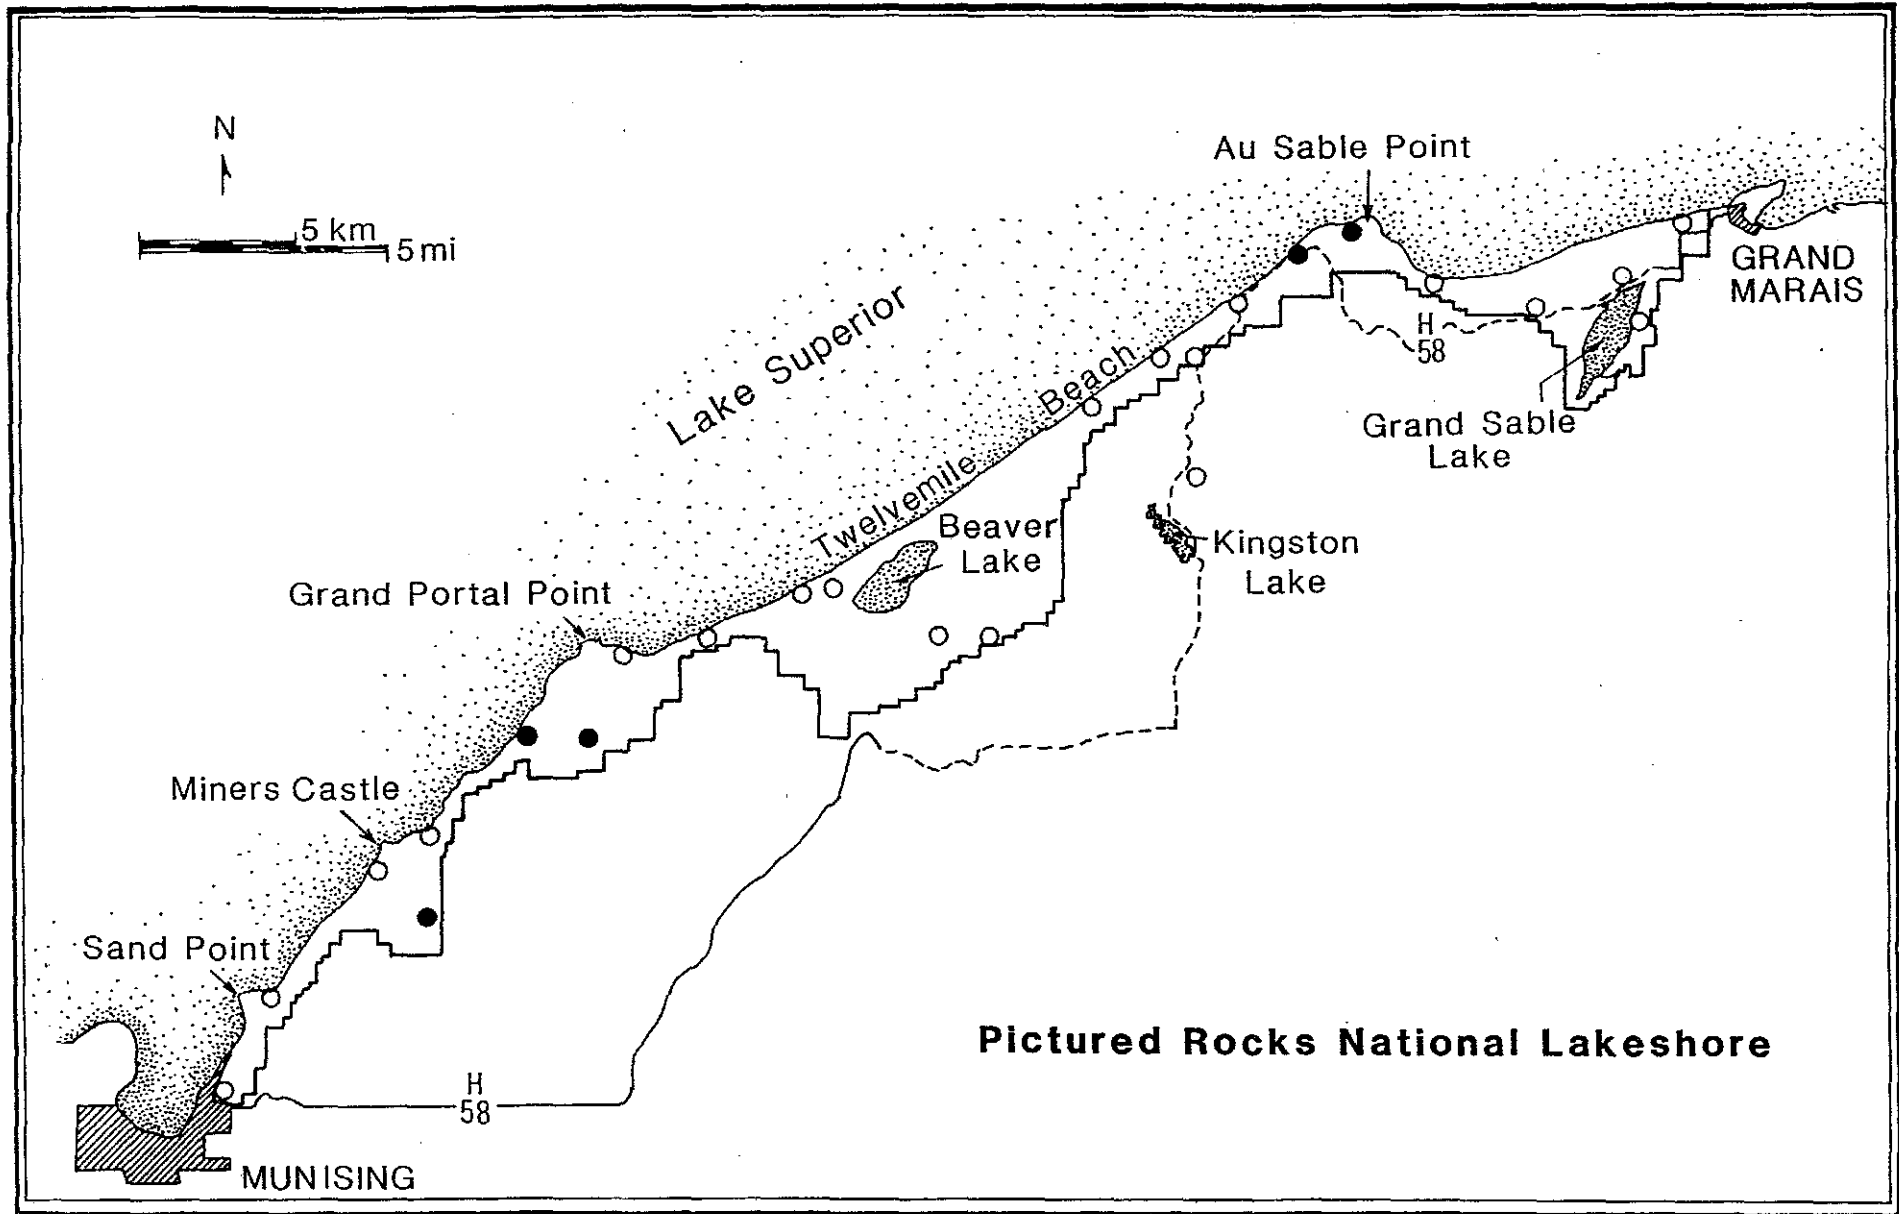 N
5 km
5 mi
Au Sable Point
GRAND
MARAIS
Lake Superior
H
58
Twelvemile Beach
Grand Sable
Lake
Beaver
Lake
Kingston
Lake
Grand Portal Point
Miners Castle
Sand Point
Pictured Rocks National Lakeshore
H
58
MUNISING